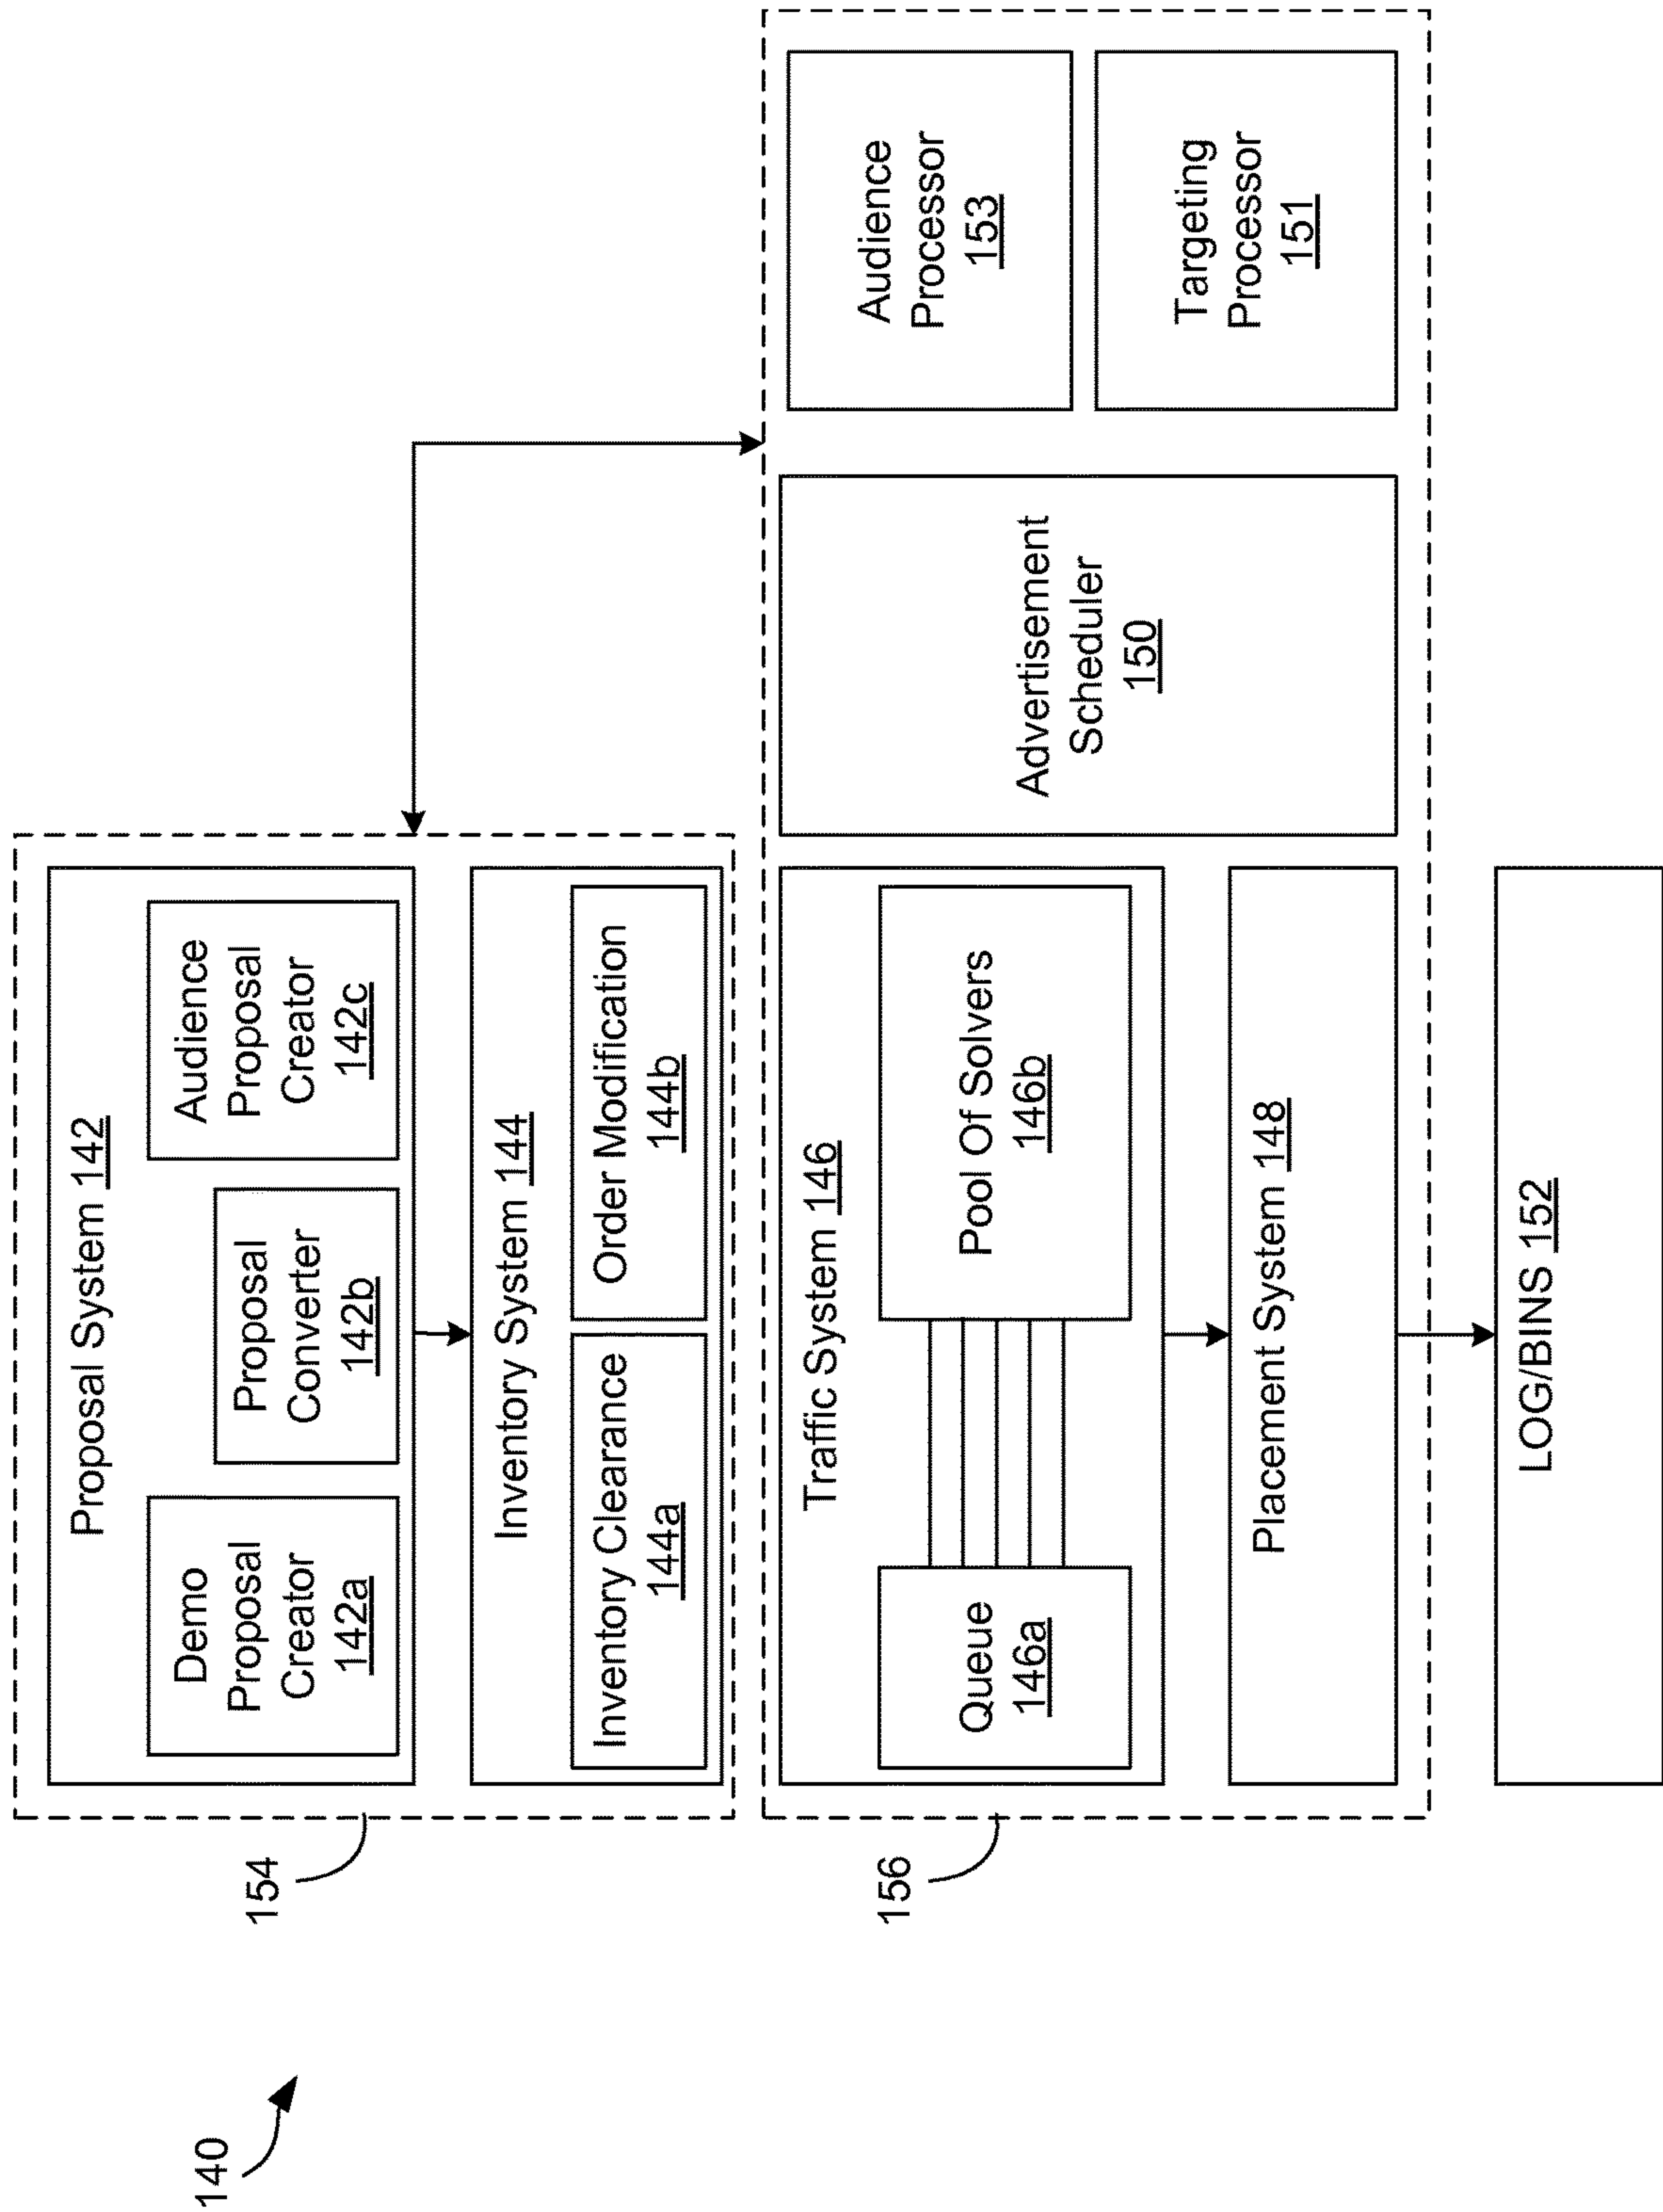 140
154
Proposal System 142
Demo
Proposal
Creator
142a
Proposal
Converter
142b
Audience
Proposal
Creator
142c
Inventory System 144
Inventory Clearance
144a
Order Modification
144b
156
Traffic System 146
Queue
146a
Pool Of Solvers
146b
Placement System 148
Advertisement
Scheduler
150
Audience
Processor
153
Targeting
Processor
151
LOG/BINS 152